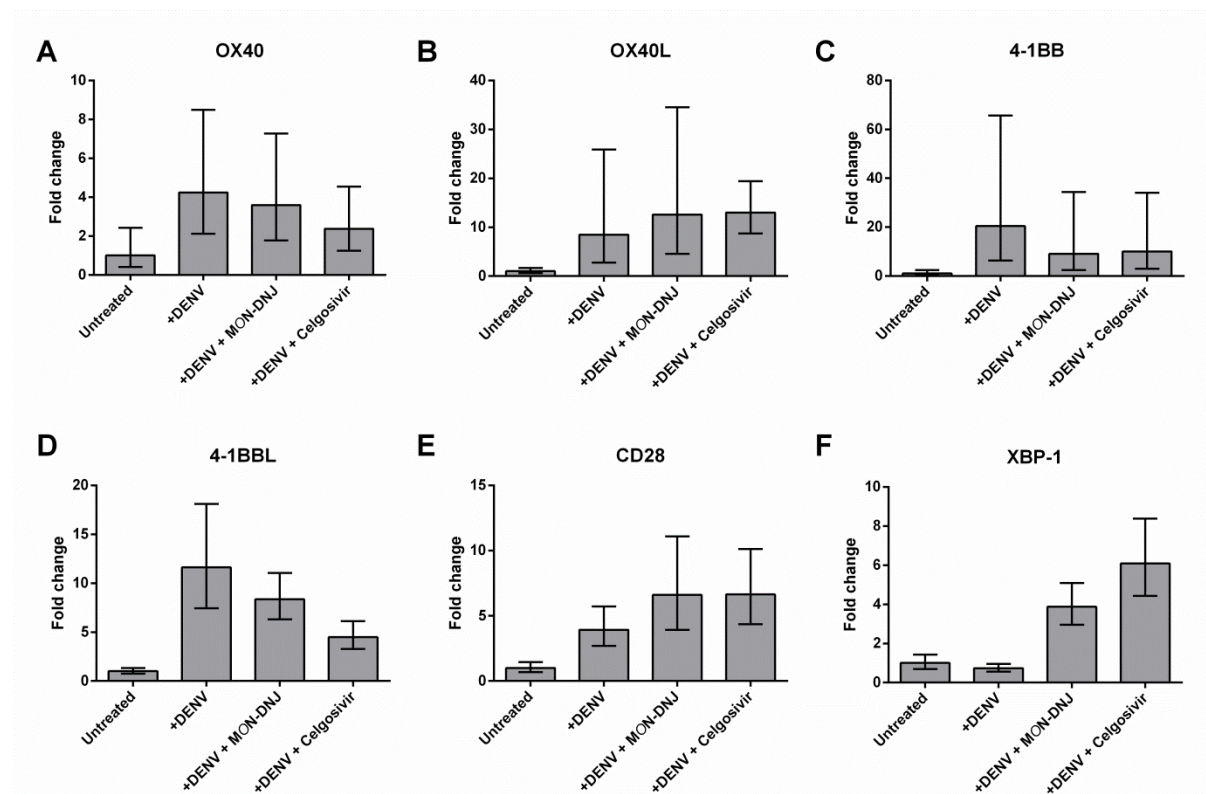 A
OX40
Fold change
10
8
6
4
2
0
Untreated
+DENV
+DENV + MON-DNJ
+DENV + Celgosivir
B
OX40L
Fold change
40
30
20
10
0
Untreated
+DENV
+DENV + MON-DNJ
+DENV + Celgosivir
C
4-1BB
Fold change
80
60
40
20
0
Untreated
+DENV
+DENV + MON-DNJ
+DENV + Celgosivir
D
4-1BBL
Fold change
20
15
10
5
0
Untreated
+DENV
+DENV + MON-DNJ
+DENV + Celgosivir
E
CD28
Fold change
15
10
5
0
Untreated
+DENV
+DENV + MON-DNJ
+DENV + Celgosivir
F
XBP-1
Fold change
10
8
6
4
2
0
Untreated
+DENV
+DENV + MON-DNJ
+DENV + Celgosivir